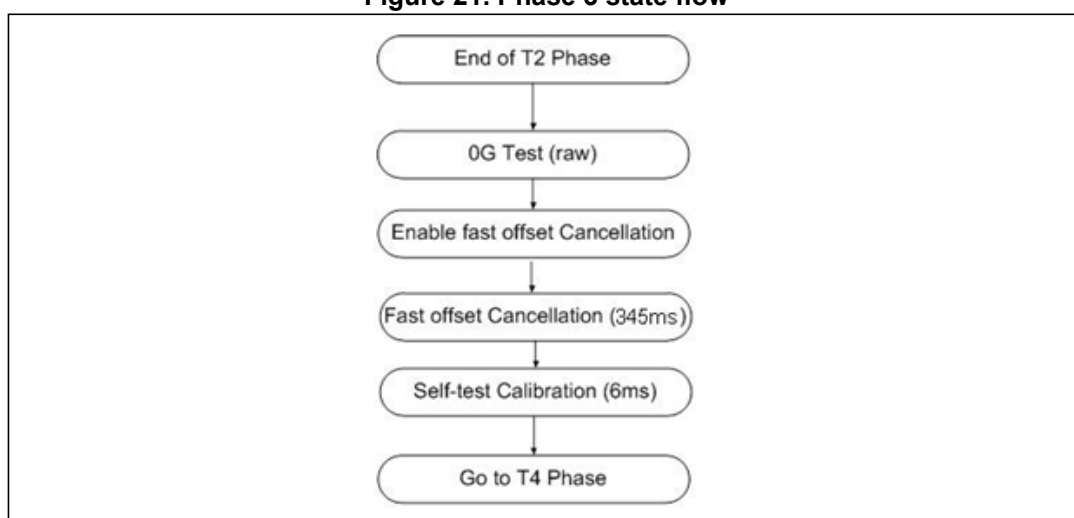 Figure 21. Phase 3 state flow
End of T2 Phase
0G Test (raw)
Enable fast offset Cancellation
Fast offset Cancellation (345ms)
Self-test Calibration (6ms)
Go to T4 Phase